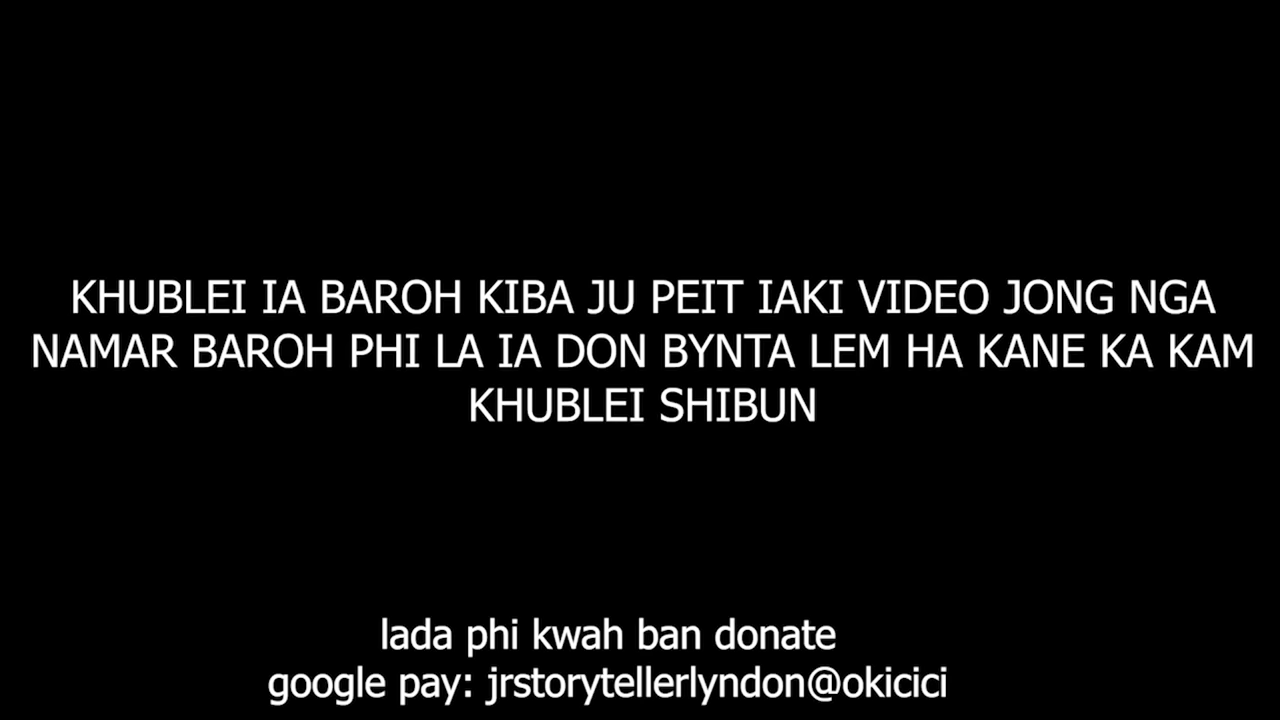 KHUBLEI IA BAROH KIBA JU PEIT IAKI VIDEO JONG NGA
NAMAR BAROH PHI LA IA DON BYNTA LEM HA KANE KA KAM
KHUBLEI SHIBUN
lada phi kwah ban donate
google pay: jrstorytellerlyndon@okicici